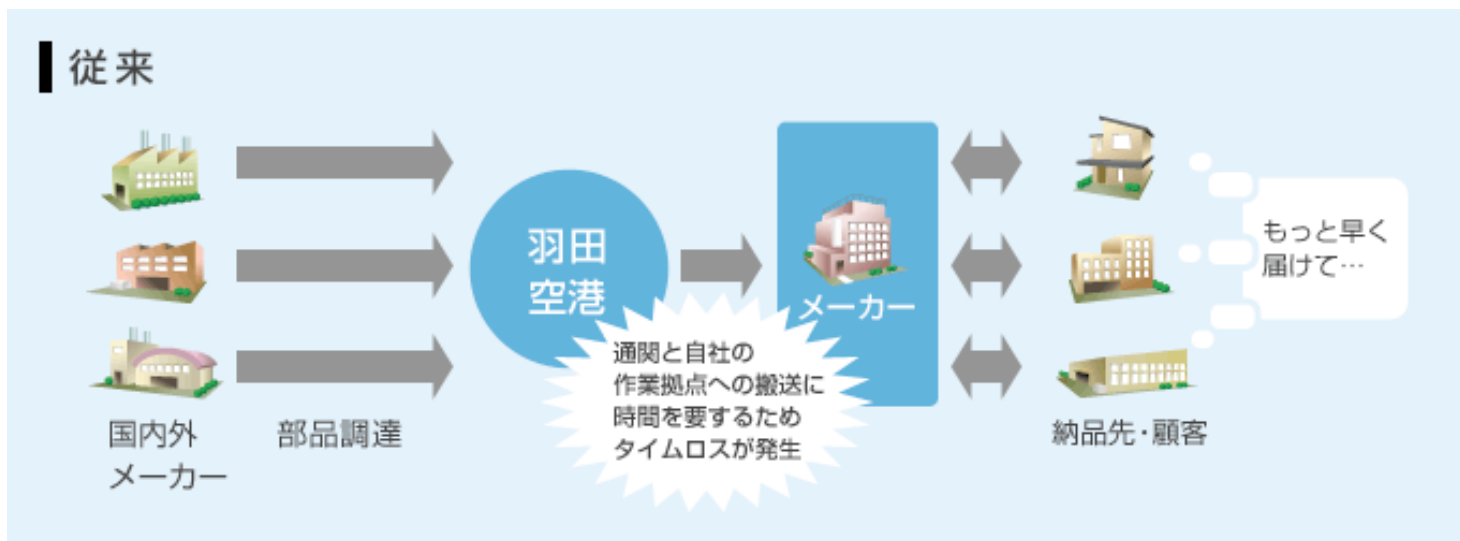 従来
羽田
空港
メーカー
もっと早く
届けて…
通関と自社の
作業拠点への搬送に
時間を要するため
タイムロスが発生
国内外
メーカー
部品調達
納品先・顧客